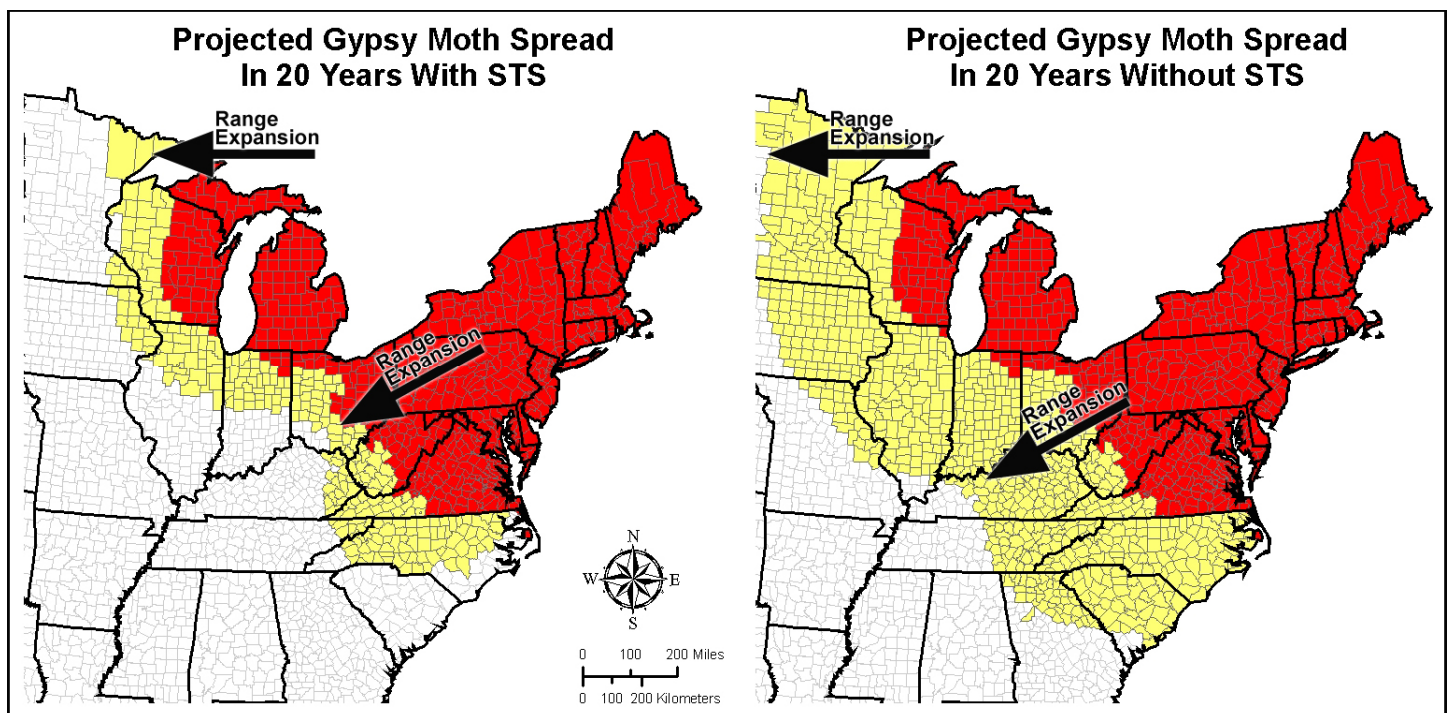 Projected Gypsy Moth Spread
In 20 Years With STS
Range
Expansion
Range
Expansion
N
W
E
S
0 100 200 Miles
0 100 200 Kilometers
Projected Gypsy Moth Spread
In 20 Years Without STS
Range
Expansion
Range
Expansion